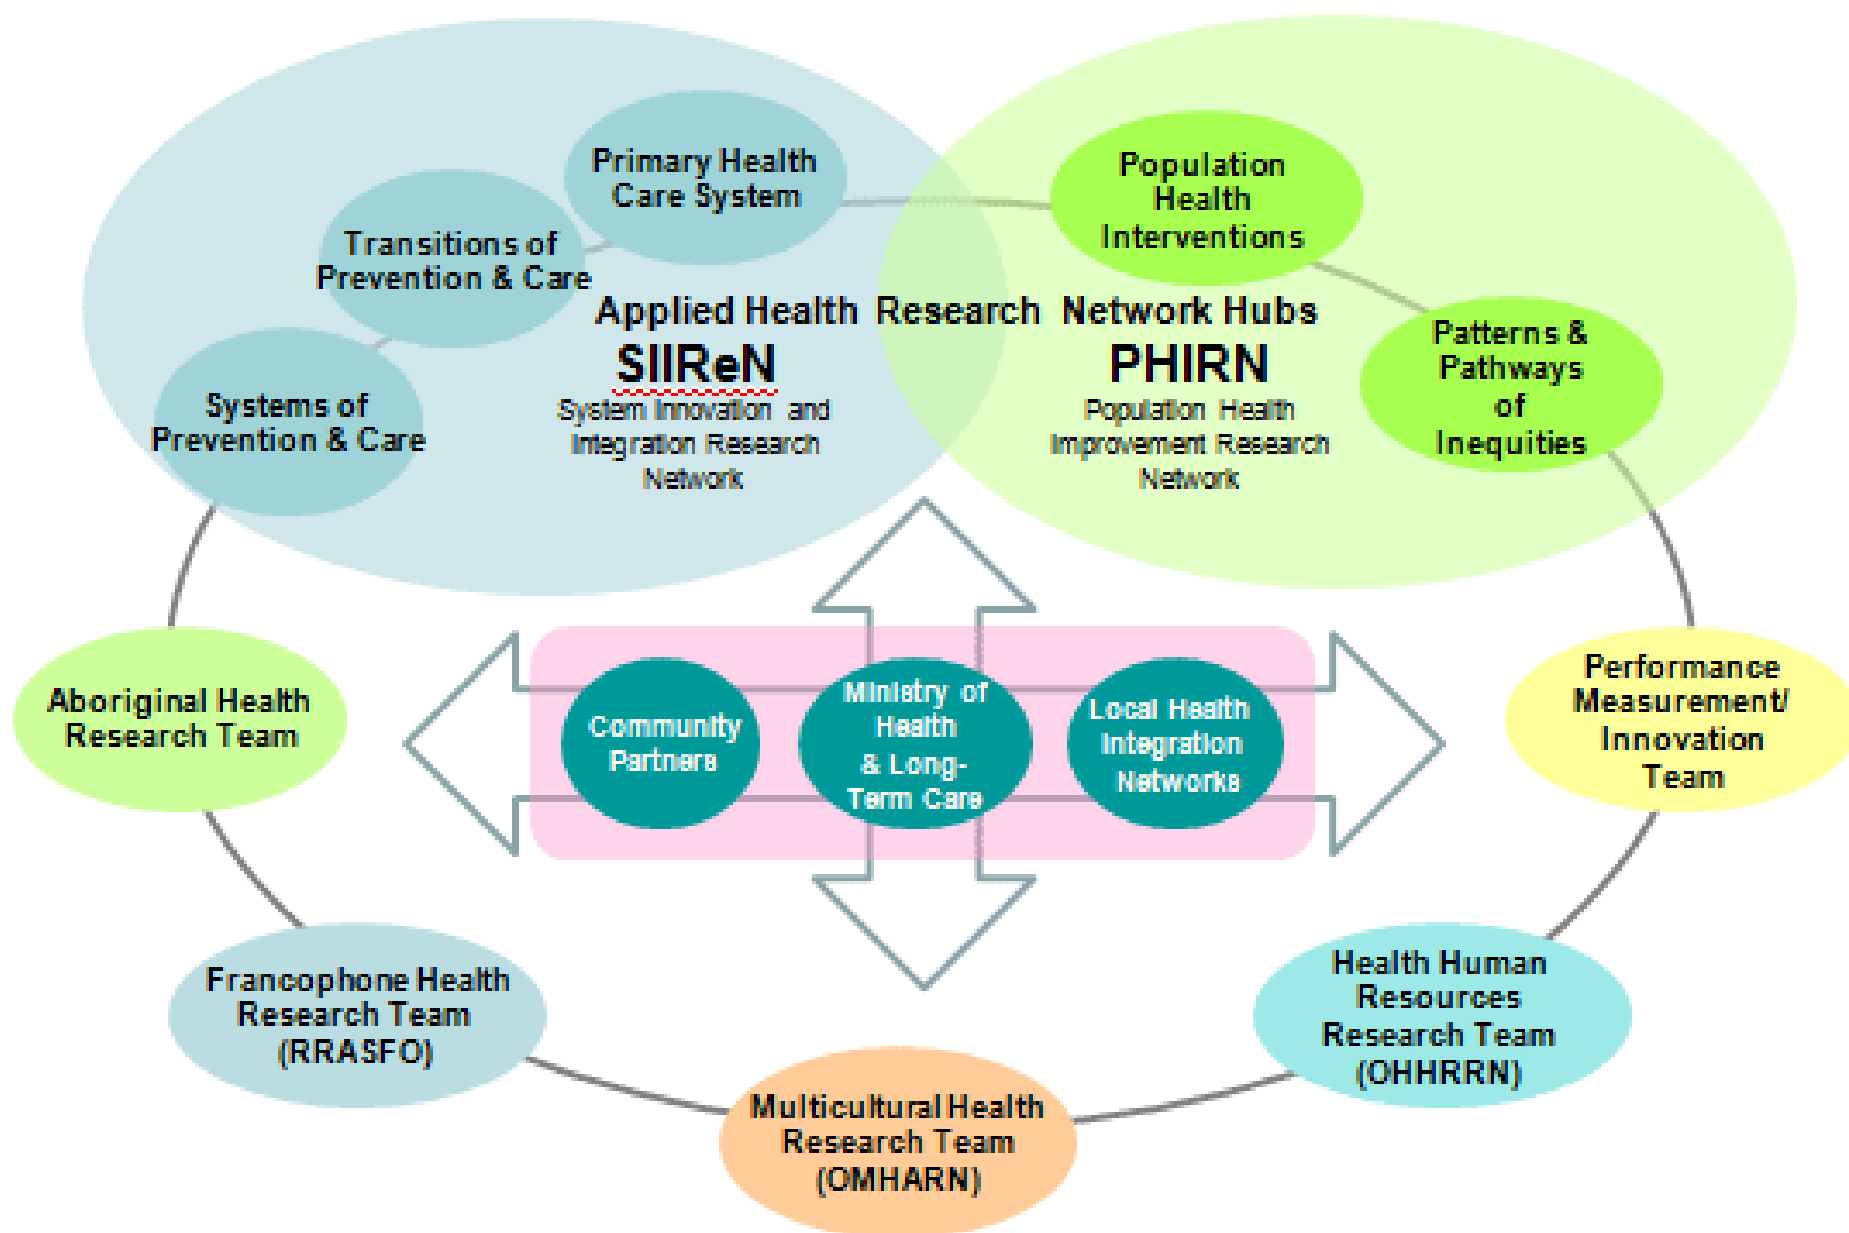 Primary Health
Care System
Transitions of
Prevention & Care
Systems of
Prevention & Care
Population
Health
Interventions
Patterns &
Pathways
of
Inequities
Applied Health Research Network Hubs
SIIReN
System Innovation and
Integration Research
Network
PHIRN
Population Health
Improvement Research
Network
Aboriginal Health
Research Team
Community
Partners
Ministry of
Health
& Long-
Term Care
Local Health
Integration
Networks
Performance
Measurement/
Innovation
Team
Francophone Health
Research Team
(RRASFO)
Multicultural Health
Research Team
(OMHARN)
Health Human
Resources
Research Team
(OHHRRN)